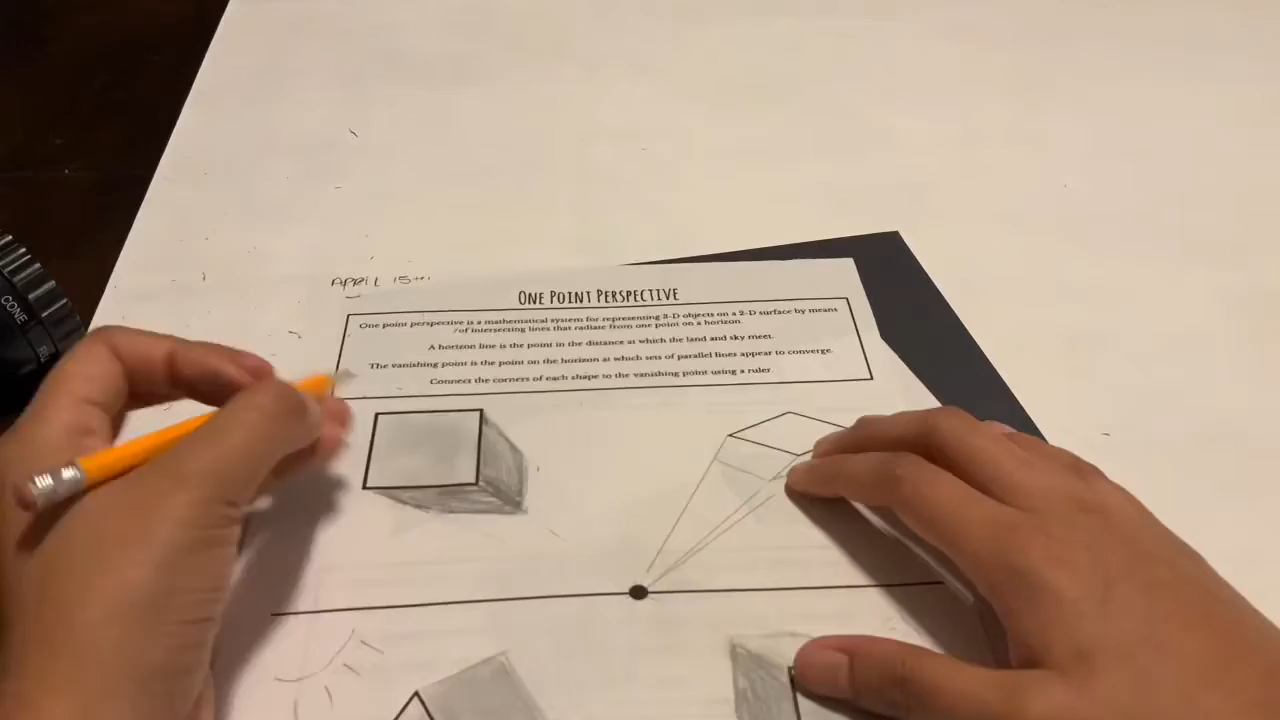 APRIL 15TH
ONE POINT PERSPECTIVE
One point perspective is a mathematical system for representing 3-D objects on a 2-D surface by means
/of intersecting lines that radiate from one point on a horizon.
A horizon line is the point in the distance at which the land and sky meet.
The vanishing point is the point on the horizon at which sets of parallel lines appear to converge.
Connect the corners of each shape to the vanishing point using a ruler.
CONE